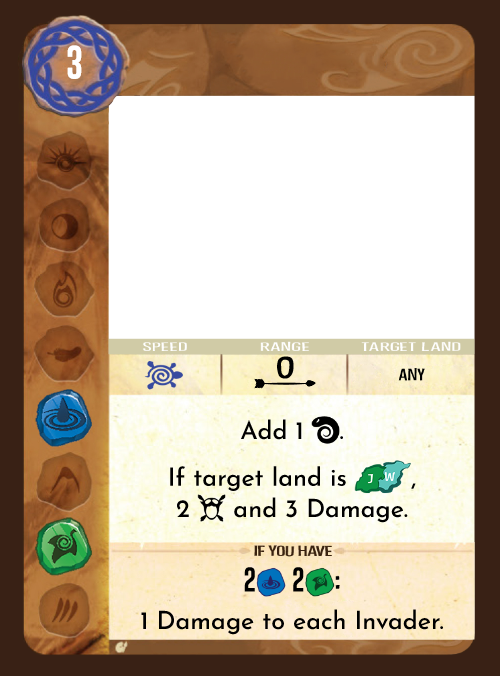 3
SPEED RANGE TARGET LAND
0 ANY
Add 1 .
If target land is J W ,
2 and 3 Damage.
IF YOU HAVE
2 2 :
1 Damage to each Invader.